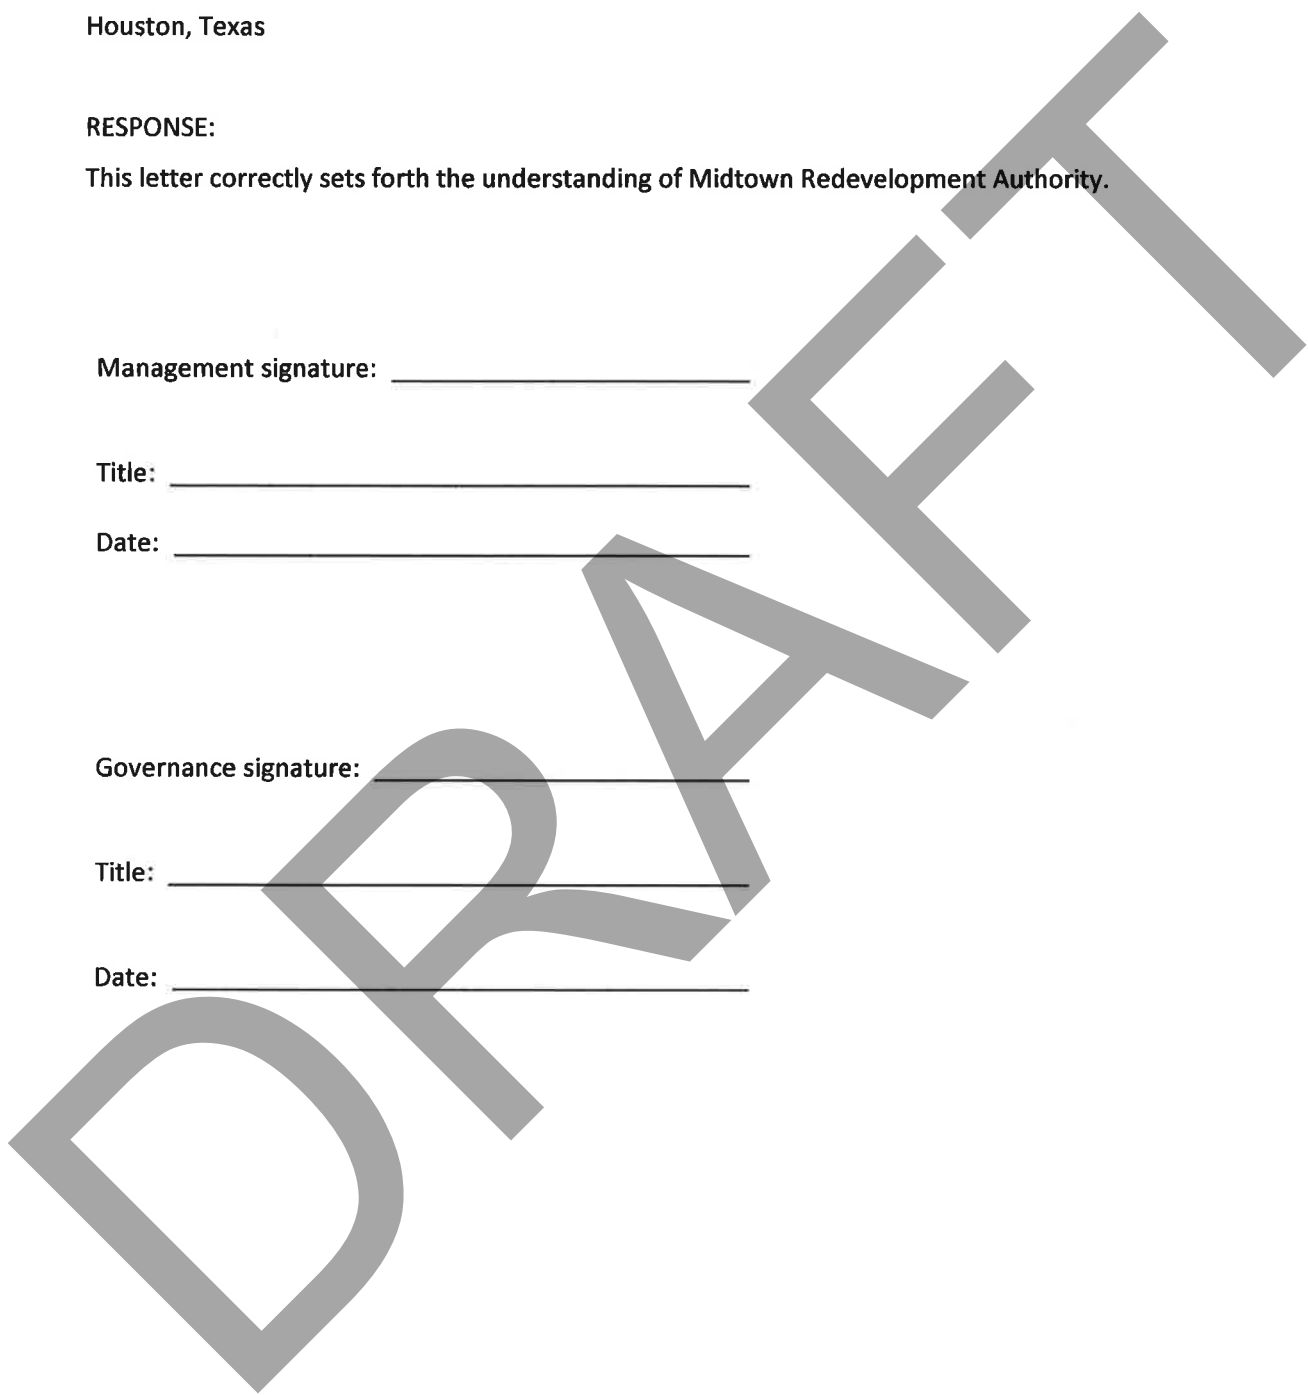 Houston, Texas
RESPONSE:
This letter correctly sets forth the understanding of Midtown Redevelopment Authority.
Management signature:
Title:
Date:
Governance signature:
Title:
Date:
DRAFT